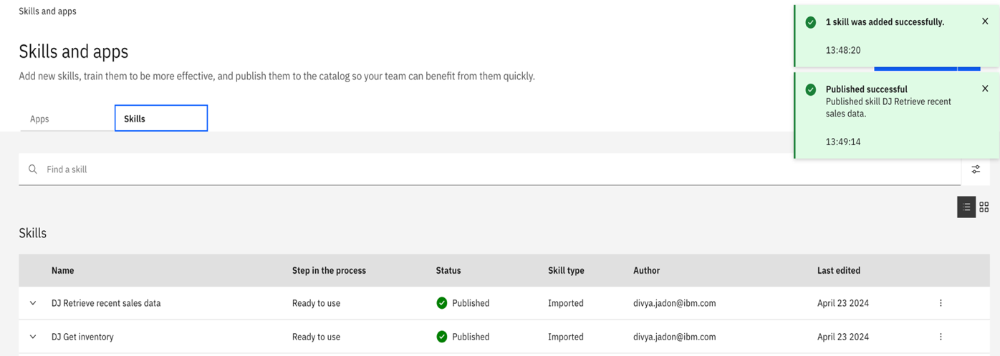 Skills and apps
Skills and apps
Add new skills, train them to be more effective, and publish them to the catalog so your team can benefit from them quickly.
1 skill was added successfully.
13:48:20
Published successful
Published skill DJ Retrieve recent
sales data.
13:49:14
Apps
Skills
Find a skill
Skills
Name Step in the process Status Skill type Author Last edited
DJ Retrieve recent sales data Ready to use Published Imported divya.jadon@ibm.com April 23 2024
DJ Get inventory Ready to use Published Imported divya.jadon@ibm.com April 23 2024